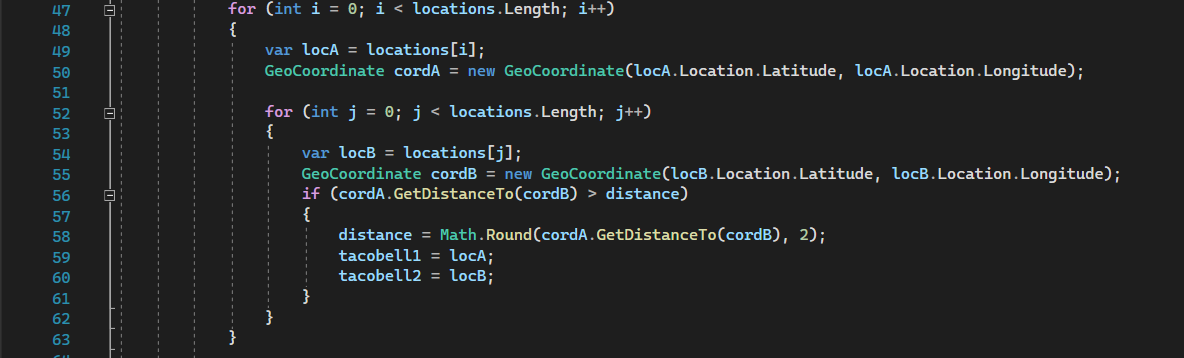 47 for (int i = 0; i < locations.Length; i++)
48 {
49 var locA = locations[i];
50 GeoCoordinate cordA = new GeoCoordinate(locA.Location.Latitude, locA.Location.Longitude);
51
52 for (int j = 0; j < locations.Length; j++)
53 {
54 var locB = locations[j];
55 GeoCoordinate cordB = new GeoCoordinate(locB.Location.Latitude, locB.Location.Longitude);
56 if (cordA.GetDistanceTo(cordB) > distance)
57 {
58 distance = Math.Round(cordA.GetDistanceTo(cordB), 2);
59 tacobell1 = locA;
60 tacobell2 = locB;
61 }
62 }
63 }